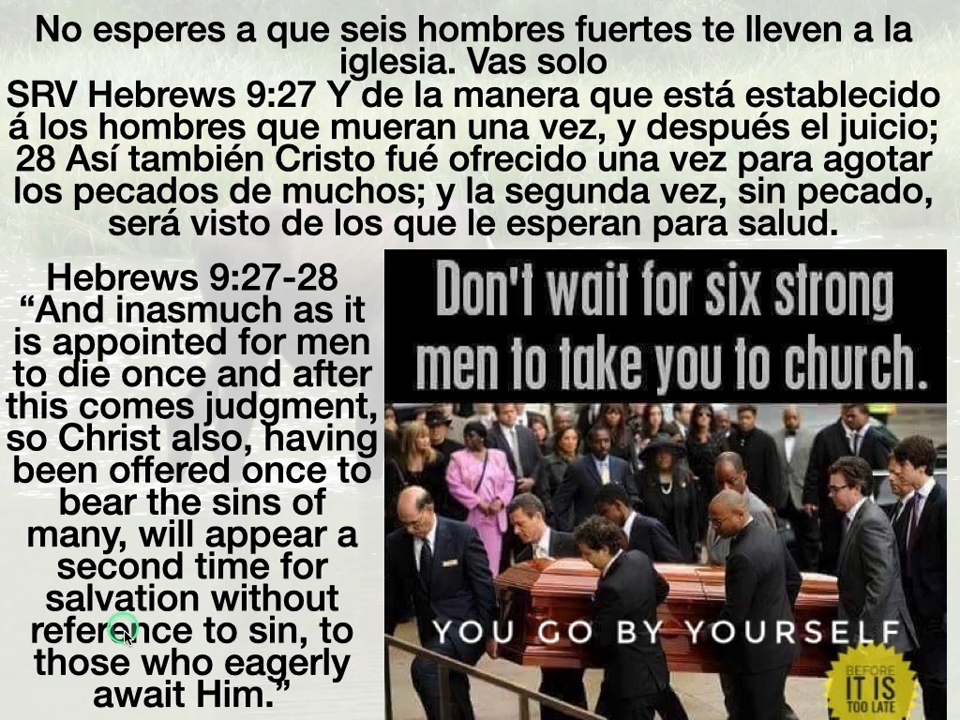 No esperes a que seis hombres fuertes te lleven a la
iglesia. Vas solo
SRV Hebrews 9:27 Y de la manera que está establecido
á los hombres que mueran una vez, y después el juicio;
28 Así también Cristo fué ofrecido una vez para agotar
los pecados de muchos; y la segunda vez, sin pecado,
será visto de los que le esperan para salud.
Hebrews 9:27-28
“And inasmuch as it
is appointed for men
to die once and after
this comes judgment,
so Christ also, having
been offered once to
bear the sins of
many, will appear a
second time for
salvation without
reference to sin, to
those who eagerly
await Him.”
Don't wait for six strong
men to take you to church.
YOU GO BY YOURSELF
BEFORE
IT IS
TOO LATE